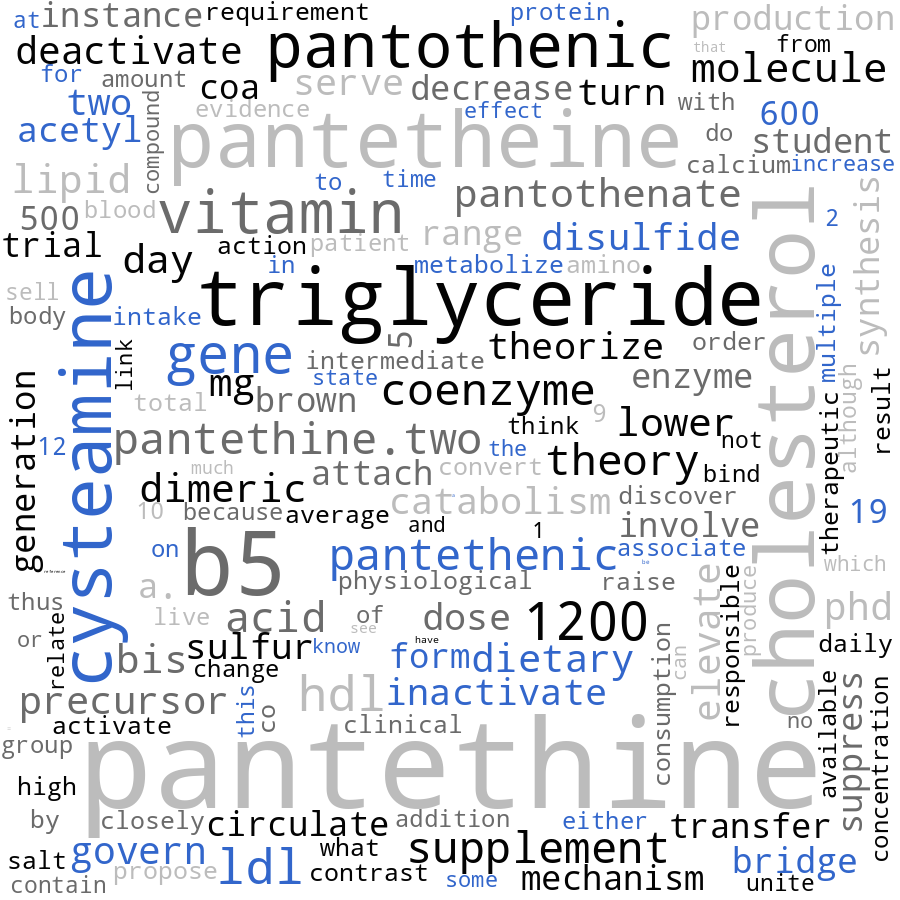 at instance requirement protein production
deactivate pantothenic that from
for amount coa serve decrease turn molecule
two evidence effect with 600
acetyl compound pantetheine do student
calcium increase
lipid to time pantothenate
500 blood vitamin 2
trial day action patient range disulfide synthesis
in metabolize amino
sell triglyceride cholesterol
body intake multiple
cysteamine link gene 5 theorize order
intermediate
mg state coenzyme enzyme
total brown 9 lower although result
generation think not therapeutic
12 pantethine.two the theory
much attach convert bind
dimeric catabolism discover
10 because average and 1 involve 19
on b5 pantethenic associate which
reference be
a. physiological raise
thus live of dose 1200 phd
or acid see responsible produce
relate sulfur know have daily
bis change form dietary elevate can
precursor this hdl inactivate consumption
activate co clinical no available suppress concentration
group pantethine
high
by closely circulate addition either transfer
salt govern what supplement bridge
contain propose ldl contrast some mechanism unite